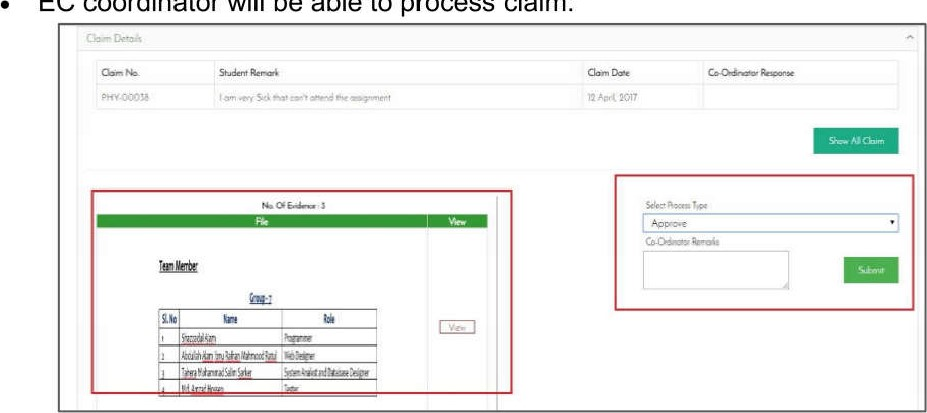 • EC coordinator will be able to process claim.
Claim Details
Claim No. Student Remark Claim Date Co-Ordinator Response
PHY-00038 I am very Sick that can't attend the assignment 12 April, 2017
Show All Claim
No. Of Evidence : 3
File View
Team Member
Group-7
Sl. No Name Role
1 Shazzadul Alam Programmer
2 Abdullah Alam Ibnu Raihan Mahmood Ratul Web Designer
3 Tahera Mohammad Salim Sarker System Analyst and Database Designer
4 Md. Hossen Tester
View
Select Process Type
Approve
Co-Ordinator Remarks
Submit